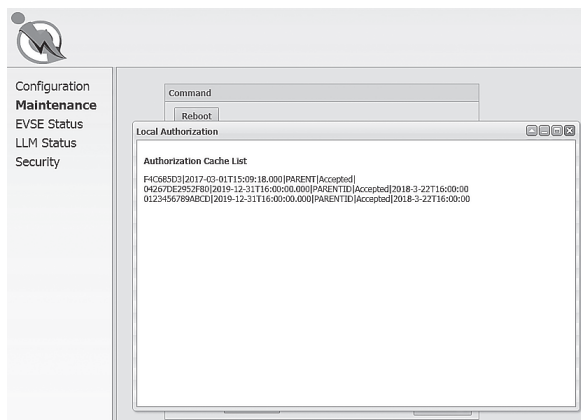 Configuration
Maintenance
EVSE Status
LLM Status
Security
Command
Reboot
Local Authorization
Authorization Cache List
F4C685D3|2017-03-01T15:09:18.000|PARENT|Accepted|
04267DE2952F80|2019-12-31T16:00:00.000|PARENTID|Accepted|2018-3-22T16:00:00
0123456789ABCD|2019-12-31T16:00:00.000|PARENTID|Accepted|2018-3-22T16:00:00